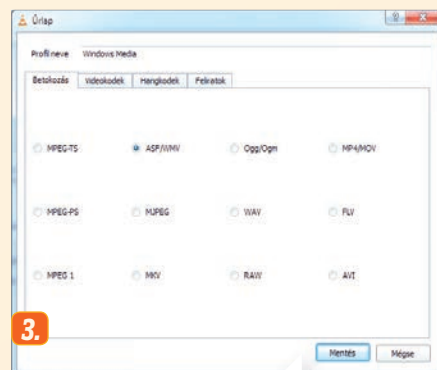 Űrlap
Profil neve Windows Media
Betokozás Videokodek Hangkodek Feliratok
MPEG-TS ASF/WMV Ogg/Ogm MP4/MOV
MPEG-PS MJPEG WAV FLV
MPEG 1 MKV RAW AVI
3.
Mentés Mégse